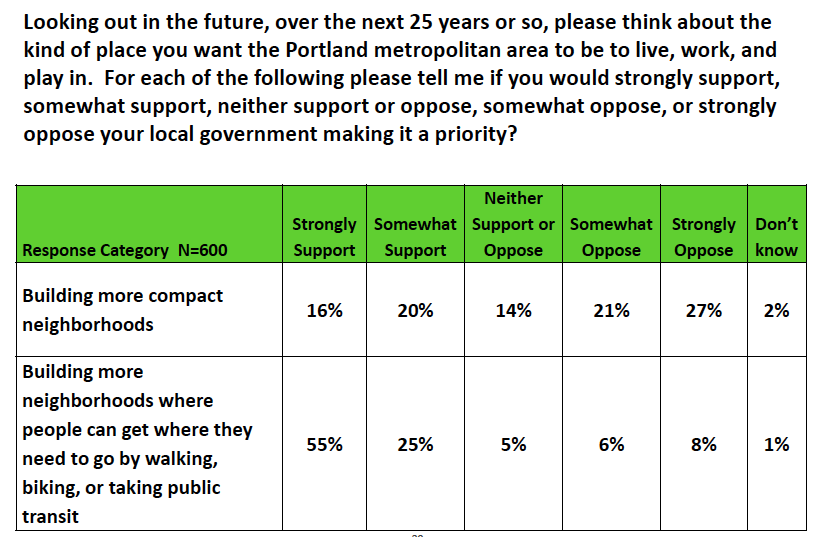 Looking out in the future, over the next 25 years or so, please think about the
kind of place you want the Portland metropolitan area to be to live, work, and
play in.  For each of the following please tell me if you would strongly support,
somewhat support, neither support or oppose, somewhat oppose, or strongly
oppose your local government making it a priority?
Response Category  N=600
Strongly
Support
Somewhat
Support
Neither
Support or
Oppose
Somewhat
Oppose
Strongly
Oppose
Don’t
know
Building more compact
neighborhoods
16%
20%
14%
21%
27%
2%
Building more
neighborhoods where
people can get where they
need to go by walking,
biking, or taking public
transit
55%
25%
5%
6%
8%
1%